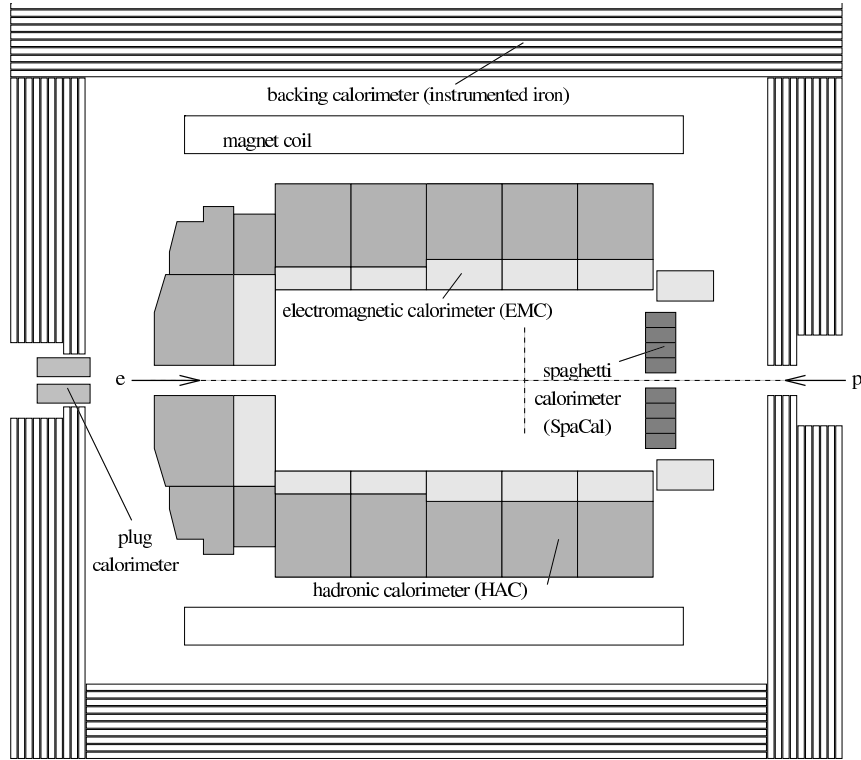 backing calorimeter (instrumented iron)
magnet coil
electromagnetic calorimeter (EMC)
e
spaghetti
calorimeter
(SpaCal)
p
plug
calorimeter
hadronic calorimeter (HAC)